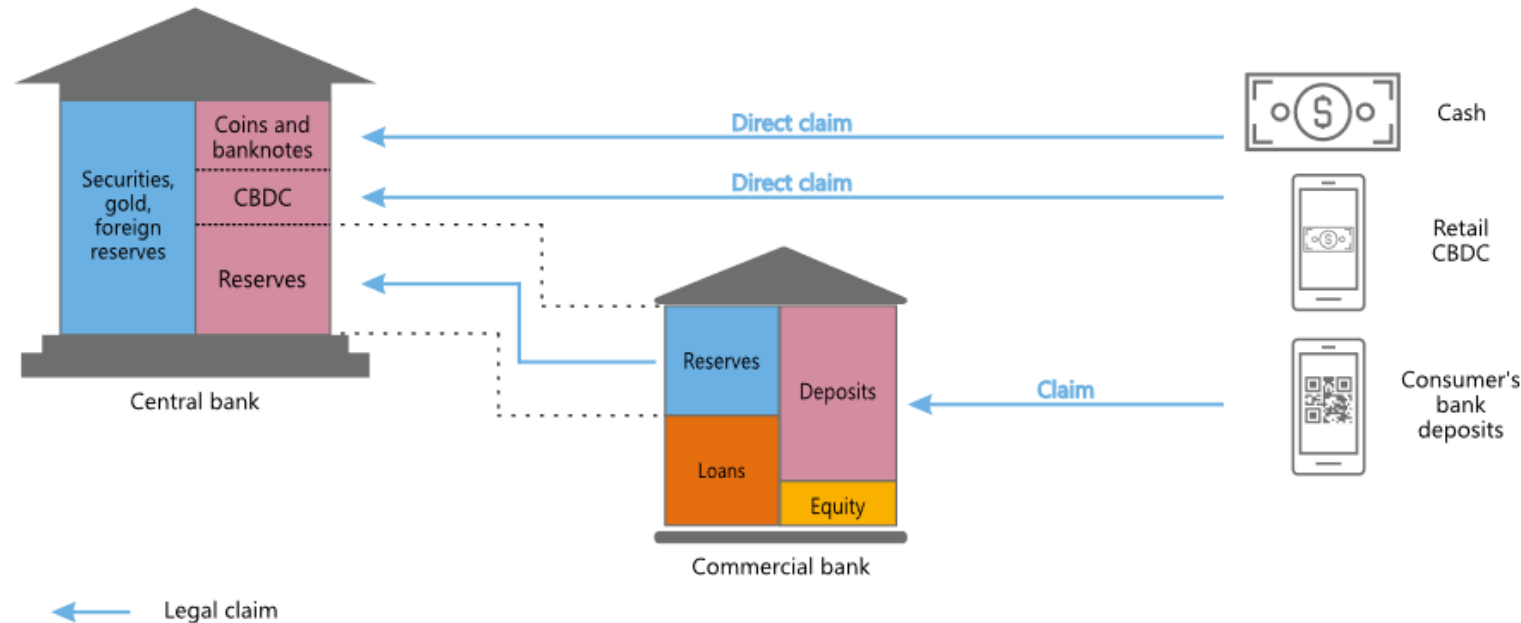 Securities,
gold,
foreign
reserves
Coins and
banknotes
CBDC
Reserves
Central bank
Direct claim
Direct claim
Claim
Reserves
Loans
Deposits
Equity
Commercial bank
$
Cash
$
Retail
CBDC
Consumer's
bank
deposits
Legal claim